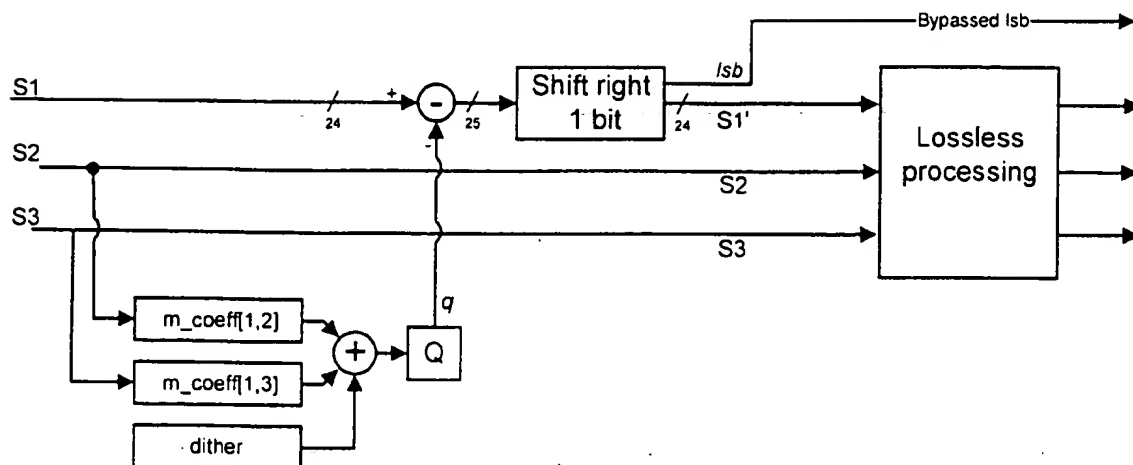 Bypassed lsb
lsb
Shift right
1 bit
S1
+
-
24
25
24
S1'
Lossless
processing
S2
S2
-
S3
S3
q
m_coeff[1,2]
+
Q
m_coeff[1,3]
dither